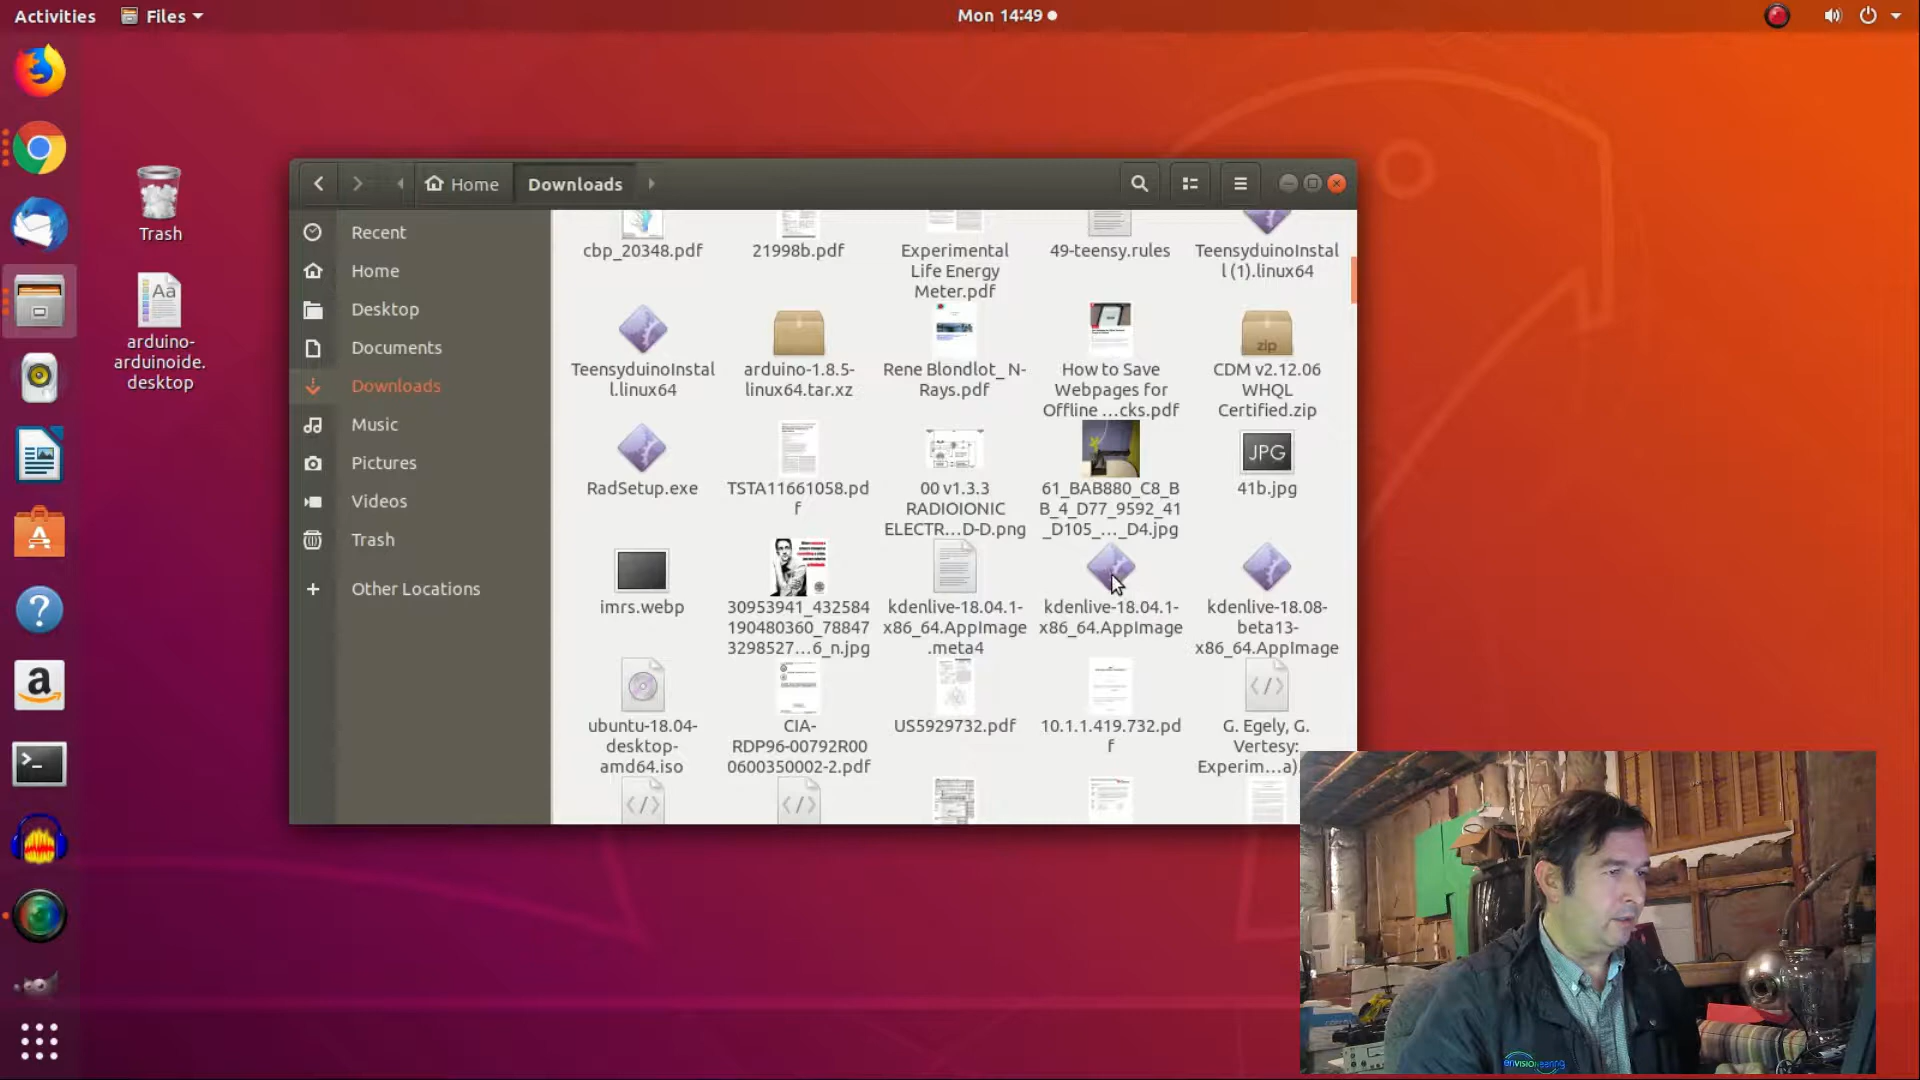 Activities
Files
Mon 14:49
Trash
Aa
arduino-
arduinoide.
desktop
Home
Downloads
Recent
Home
Desktop
Documents
Downloads
Music
Pictures
Videos
Trash
Other Locations
cbp_20348.pdf
21998b.pdf
Experimental
Life Energy
Meter.pdf
49-teensy.rules
TeensyduinoInstal
l (1).linux64
TeensyduinoInstal
l.linux64
arduino-1.8.5-
linux64.tar.xz
Rene Blondlot_ N-
Rays.pdf
How to Save
Webpages for
Offline ...cks.pdf
zip
CDM v2.12.06
WHQL
Certified.zip
RadSetup.exe
TSTA11661058.pd
f
00 v1.3.3
RADIOIONIC
ELECTR...D-D.png
61_BAB880_C8_B
B_4_D77_9592_41
_D105_..._D4.jpg
JPG
41b.jpg
imrs.webp
30953941_432584
190480360_78847
3298527...6_n.jpg
kdenlive-18.04.1-
x86_64.AppImage
.meta4
kdenlive-18.04.1-
x86_64.AppImage
kdenlive-18.08-
beta13-
x86_64.AppImage
ubuntu-18.04-
desktop-
amd64.iso
CIA-
RDP96-00792R00
0600350002-2.pdf
US5929732.pdf
10.1.1.419.732.pd
f
G. Egely, G.
Vertesy:
Experim...a).
envisioneering